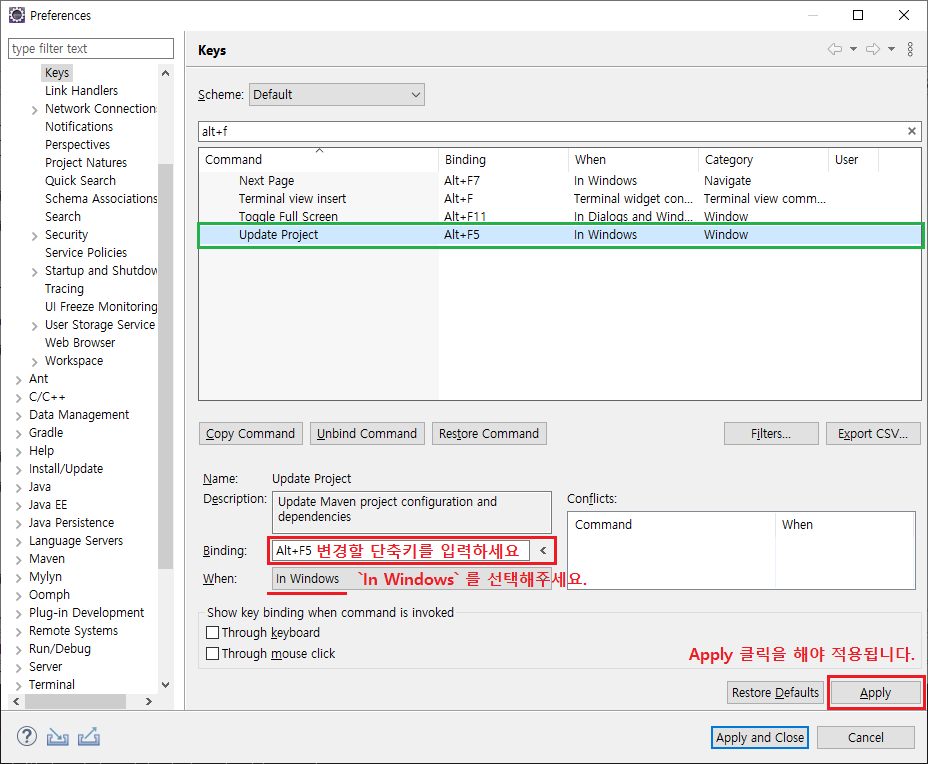 Preferences
type filter text
Keys
Link Handlers
Network Connection
Notifications
Perspectives
Project Natures
Quick Search
Schema Associations
Search
Security
Service Policies
Startup and Shutdow
Tracing
UI Freeze Monitoring
User Storage Service
Web Browser
Workspace
Ant
C/C++
Data Management
Gradle
Help
Install/Update
Java
Java EE
Java Persistence
Language Servers
Maven
Mylyn
Oomph
Plug-in Development
Remote Systems
Run/Debug
Server
Terminal
Keys
Scheme: Default
alt+f
Command Binding When Category User
Next Page Alt+F7 In Windows Navigate
Terminal view insert Alt+F Terminal widget con... Terminal view comm...
Toggle Full Screen Alt+F11 In Dialogs and Wind... Window
Update Project Alt+F5 In Windows Window
Copy Command Unbind Command Restore Command Filters... Export CSV...
Name: Update Project
Description: Update Maven project configuration and
dependencies
Conflicts:
Command When
Binding: Alt+F5 변경할 단축키를 입력하세요
When: In Windows `In Windows` 를 선택해주세요.
Show key binding when command is invoked
Through keyboard
Through mouse click
Apply 클릭을 해야 적용됩니다.
Restore Defaults Apply
Apply and Close Cancel